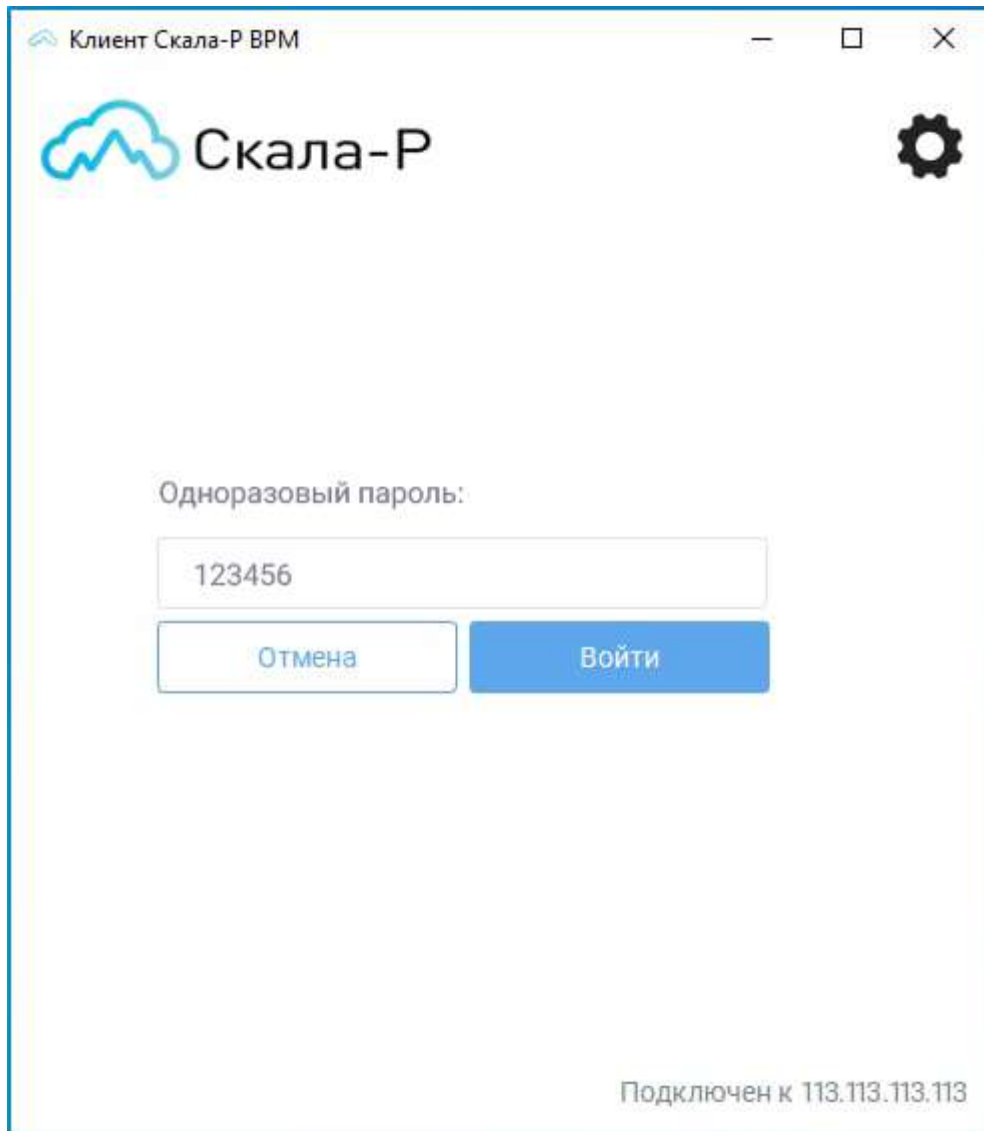 Клиент Скала-Р ВРМ
Скала-Р
Одноразовый пароль:
123456
Отмена Войти
Подключен к 113.113.113.113